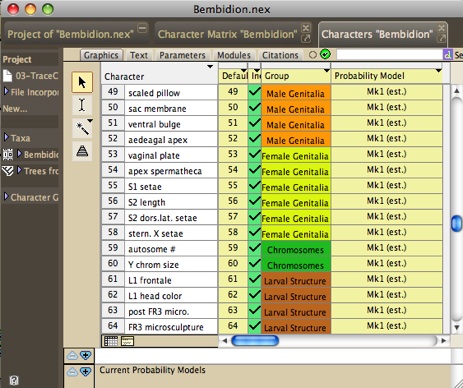 Bembidion.nex
Project of "Bembidion.nex"
Character Matrix "Bembidion"
Characters "Bembidion"
Project
03–TraceC
File Incorpor
New...
Taxa
Bembidio
Trees fro
Character G
Graphics Text Parameters Modules Citations
Character Defau In Group Probability Model
49 scaled pillow 49 Male Genitalia Mk1 (est.)
50 sac membrane 50 Male Genitalia Mk1 (est.)
51 ventral bulge 51 Male Genitalia Mk1 (est.)
52 aedeagal apex 52 Male Genitalia Mk1 (est.)
53 vaginal plate 53 Female Genitalia Mk1 (est.)
54 apex spermatheca 54 Female Genitalia Mk1 (est.)
55 S1 setae 55 Female Genitalia Mk1 (est.)
56 S2 length 56 Female Genitalia Mk1 (est.)
57 S2 dors.lat. setae 57 Female Genitalia Mk1 (est.)
58 stern. X setae 58 Female Genitalia Mk1 (est.)
59 autosome # 59 Chromosomes Mk1 (est.)
60 Y chrom size 60 Chromosomes Mk1 (est.)
61 L1 frontale 61 Larval Structure Mk1 (est.)
62 L1 head color 62 Larval Structure Mk1 (est.)
63 post FR3 micro. 63 Larval Structure Mk1 (est.)
64 FR3 microsculpture 64 Larval Structure Mk1 (est.)
Current Probability Models